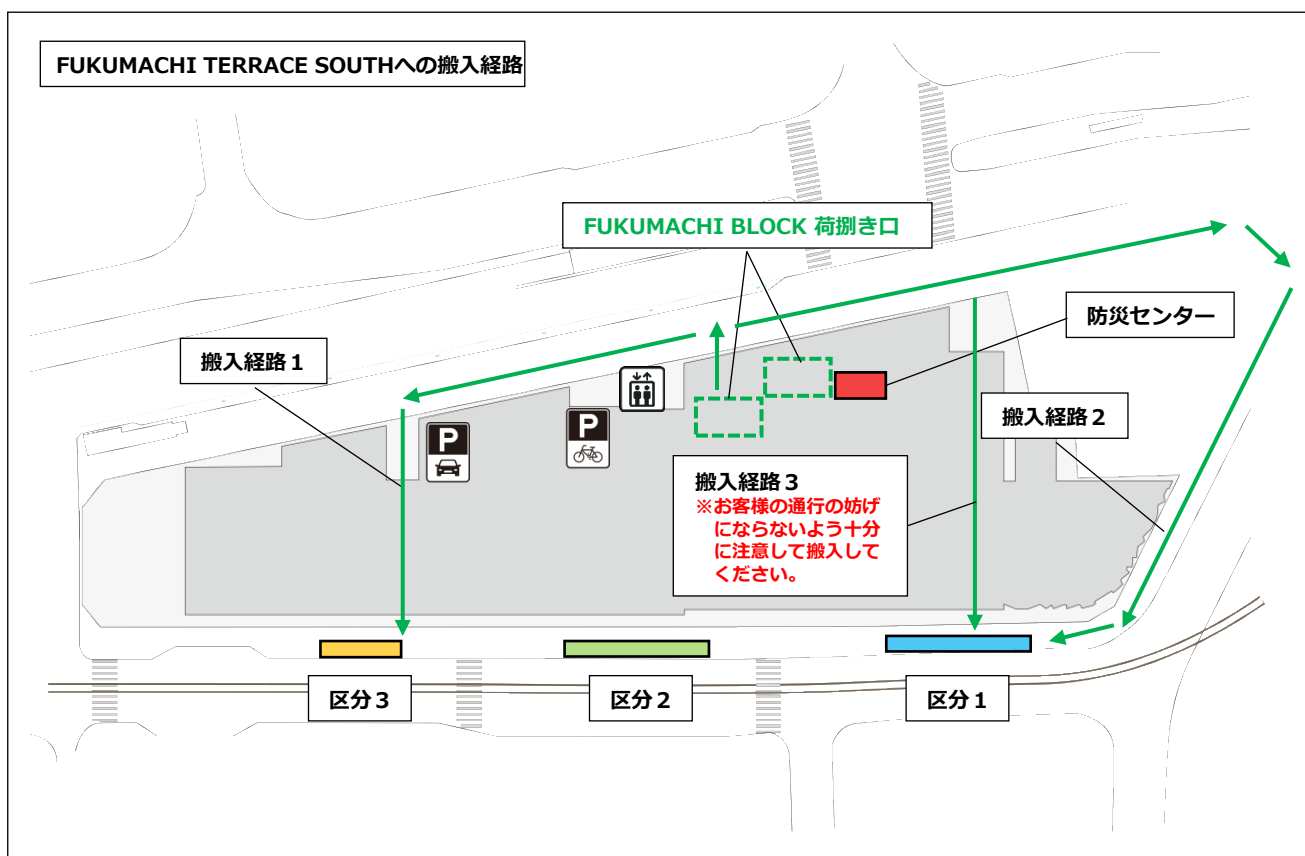 FUKUMACHI TERRACE SOUTHへの搬入経路
FUKUMACHI BLOCK 荷捌き口
防災センター
搬入経路１
P
P
搬入経路２
搬入経路３
※お客様の通行の妨げ
にならないよう十分
に注意して搬入して
ください。
区分３
区分２
区分１